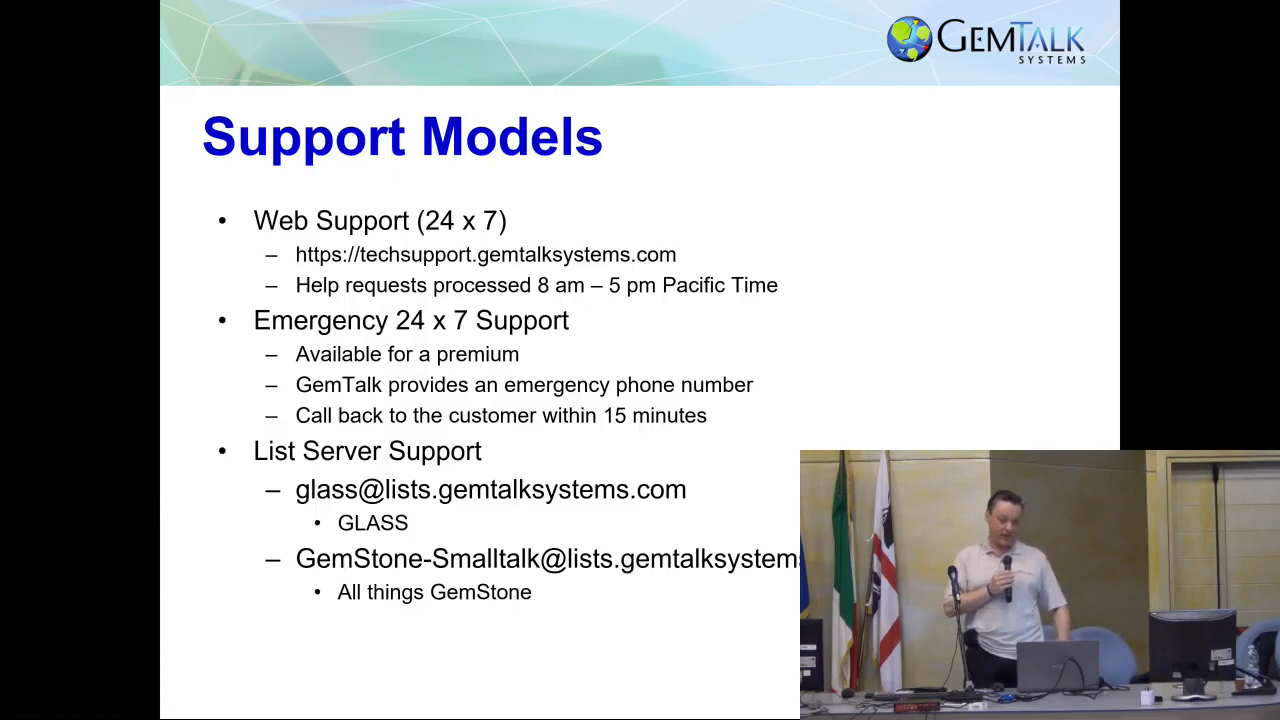 GEMTALK
SYSTEMS
Support Models
• Web Support (24 x 7)
– https://techsupport.gemtalksystems.com
– Help requests processed 8 am – 5 pm Pacific Time
• Emergency 24 x 7 Support
– Available for a premium
– GemTalk provides an emergency phone number
– Call back to the customer within 15 minutes
• List Server Support
– glass@lists.gemtalksystems.com
• GLASS
– GemStone-Smalltalk@lists.gemtalksystems
• All things GemStone